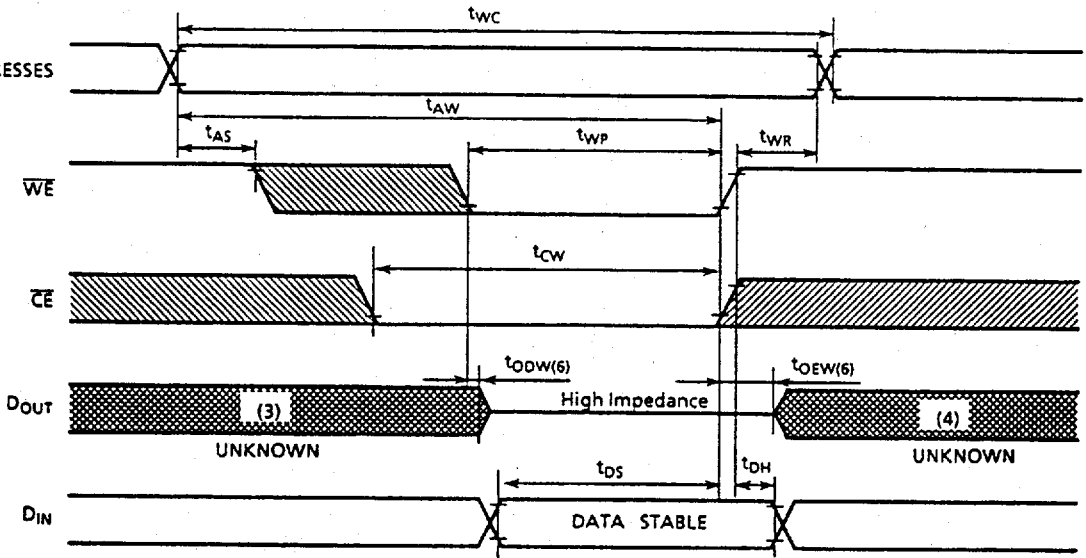 tWC
RESSES
tAW
tAS
tWP
tWR
WE
tCW
CE
tODW(6)
tOEW(6)
DOUT
(3)
High Impedance
(4)
UNKNOWN
UNKNOWN
tDS
tDH
DIN
DATA STABLE